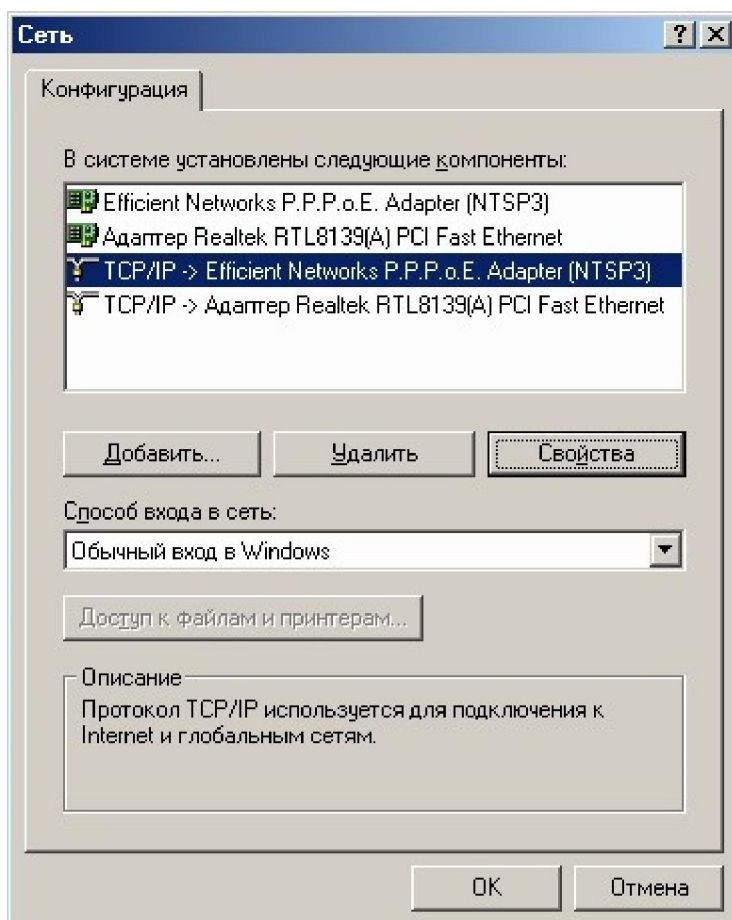 Сеть
Конфигурация
В системе установлены следующие компоненты:
Efficient Networks P.P.P.o.E. Adapter (NTSP3)
Адаптер Realtek RTL8139(A) PCI Fast Ethernet
TCP/IP -> Efficient Networks P.P.P.o.E. Adapter (NTSP3)
TCP/IP -> Адаптер Realtek RTL8139(A) PCI Fast Ethernet
Добавить... Удалить Свойства
Способ входа в сеть:
Обычный вход в Windows
Доступ к файлам и принтерам...
Описание
Протокол TCP/IP используется для подключения к
Internet и глобальным сетям.
OK Отмена